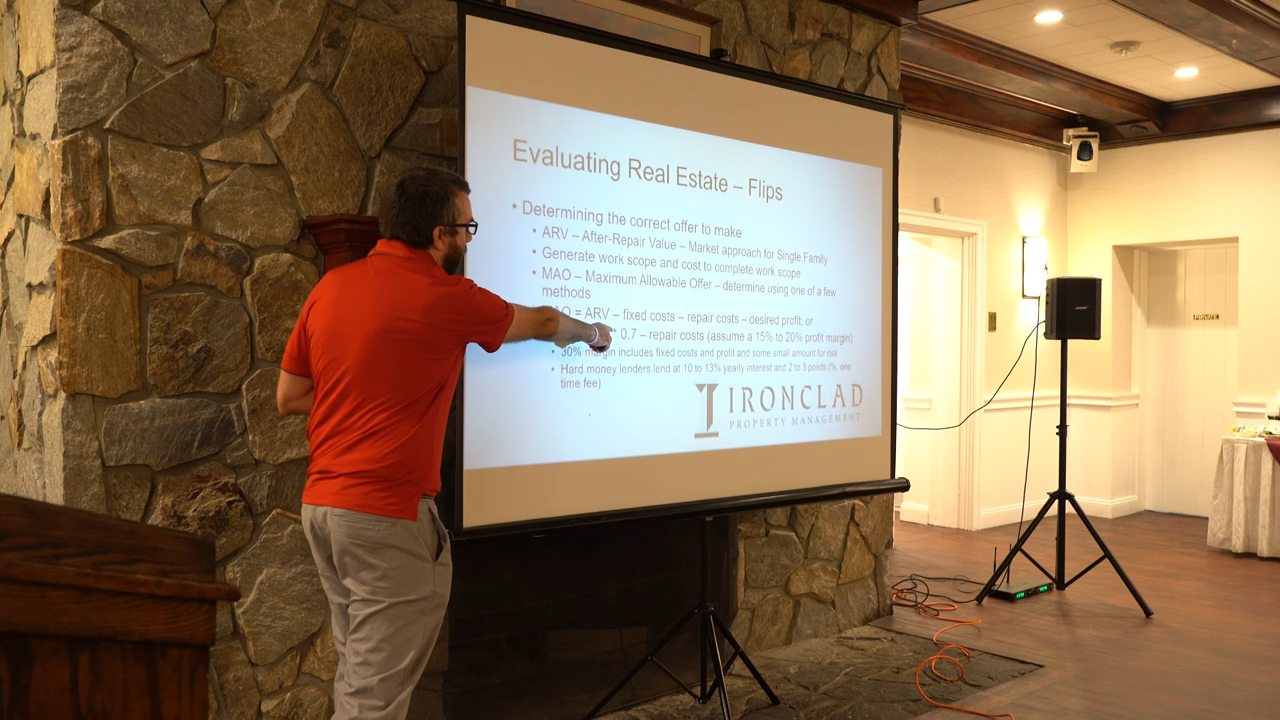 Evaluating Real Estate – Flips
• Determining the correct offer to make
• ARV – After-Repair Value – Market approach for Single Family
• Generate work scope and cost to complete work scope
• MAO – Maximum Allowable Offer – determine using one of a few
methods
= ARV – fixed costs – repair costs – desired profit; or
* 0.7 – repair costs (assume a 15% to 20% profit margin)
• 30% margin includes fixed costs and profit and some small amount for risk
• Hard money lenders lend at 10 to 13% yearly interest and 2 to 3 points (%, one
time fee)
IRONCLAD
PROPERTY MANAGEMENT
PRIVATE